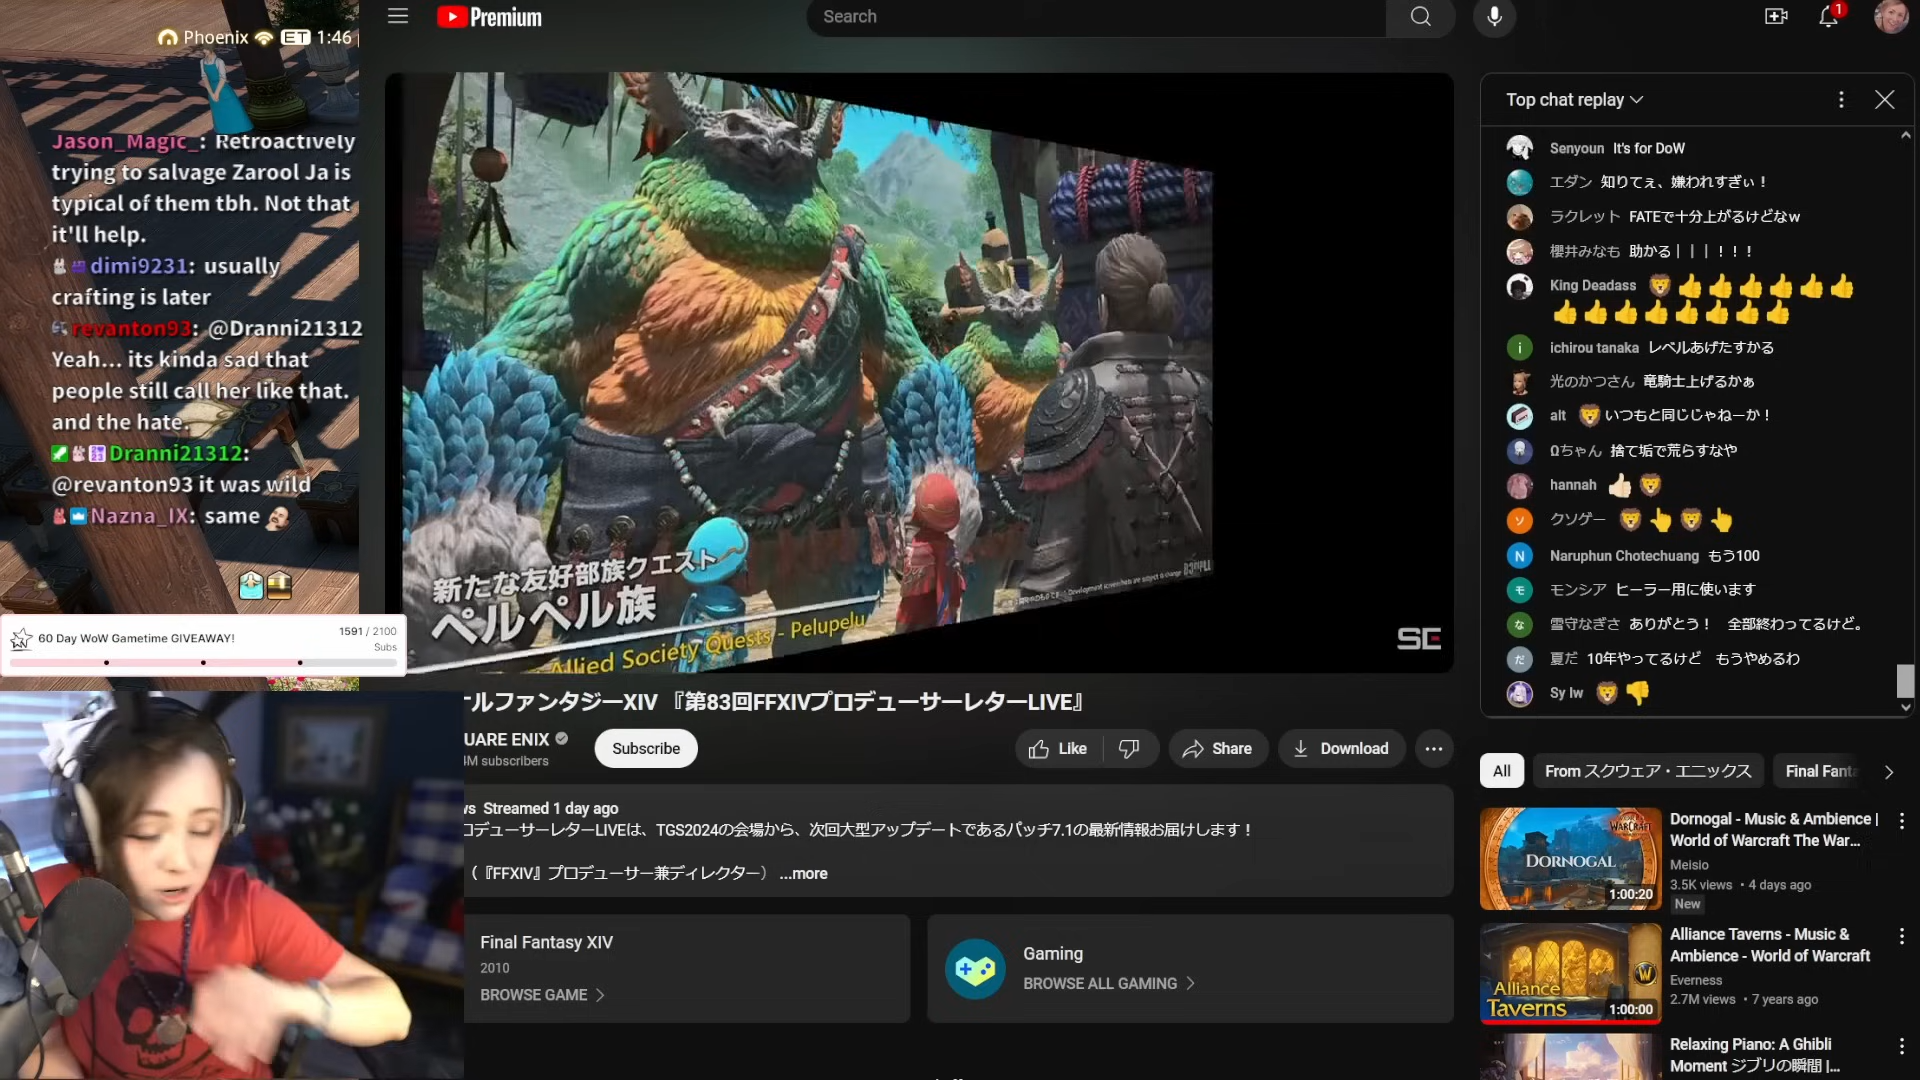 Phoenix ET 1:46
Jason_Magic_: Retroactively
trying to salvage Zarool Ja is
typical of them tbh. Not that
it'll help.
dimi9231: usually
crafting is later
revanton93: @Dranni21312
Yeah... its kinda sad that
people still call her like that.
and the hate.
Dranni21312:
@revanton93 it was wild
Nazna_IX: same
60 Day WoW Gametime GIVEAWAY!
1591 / 2100
Subs
Premium
Search
1
新たな友好部族クエスト
ペルペル族
Allied Society Quests - Pelupelu
SE
ナルファンタジーXIV 『第83回FFXIVプロデューサーレターLIVE』
UARE ENIX
4M subscribers
Subscribe
Like
Share
Download
Streamed 1 day ago
ロデューサーレターLIVEは、TGS2024の会場から、次回大型アップデートであるパッチ7.1の最新情報お届けします！
（『FFXIV』プロデューサー兼ディレクター） ...more
Final Fantasy XIV
2010
BROWSE GAME
Gaming
BROWSE ALL GAMING
Top chat replay
Senyoun It's for DoW
エダン 知りてぇ、嫌われすぎぃ！
ラクレット FATEで十分上がるけどなw
櫻井みなも 助かる｜｜｜！！！
King Deadass
i ichirou tanaka レベルあげたすかる
光のかつさん 竜騎士上げるかぁ
alt いつもと同じじゃねーか！
Ωちゃん 捨て垢で荒らすなや
hannah
ソ クソゲー
N Naruphun Chotechuang もう100
モ モンシア ヒーラー用に使います
な 雪守なぎさ ありがとう！ 全部終わってるけど。
だ 夏だ 10年やってるけど もうやめるわ
Sy lw
All
From スクウェア・エニックス
Final Fanta
WARCRAFT
DORNOGAL
1:00:20
Dornogal - Music & Ambience |
World of Warcraft The War...
Meisio
3.5K views • 4 days ago
New
Alliance
Taverns
1:00:00
Alliance Taverns - Music &
Ambience - World of Warcraft
Everness
2.7M views • 7 years ago
Relaxing Piano: A Ghibli
Moment ジブリの瞬間 |...